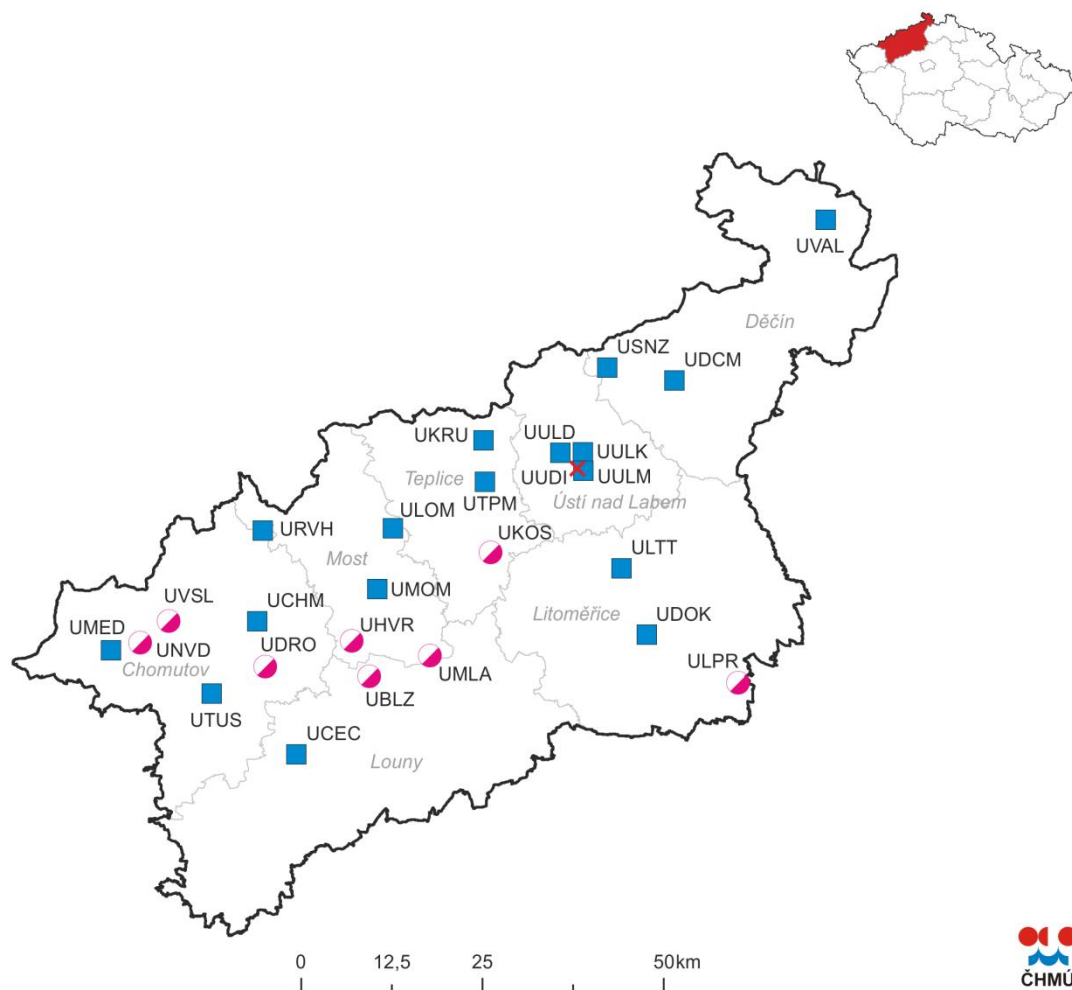 UVAL
Děčín
USNZ
UDCM
UKRU
UULD
UULK
Teplice
UUDI
UULM
UTPM
Ústí nad Labem
ULOM
URVH
UKOS
Most
ULTT
UMOM
UVSL
UCHM
Litoměřice
UDOK
UMED
UNVD
UDRO
UHVR
Chomutov
UMLA
ULPR
UBLZ
UTUS
UCEC
Louny
0 12,5 25 50km
ČHMÚ